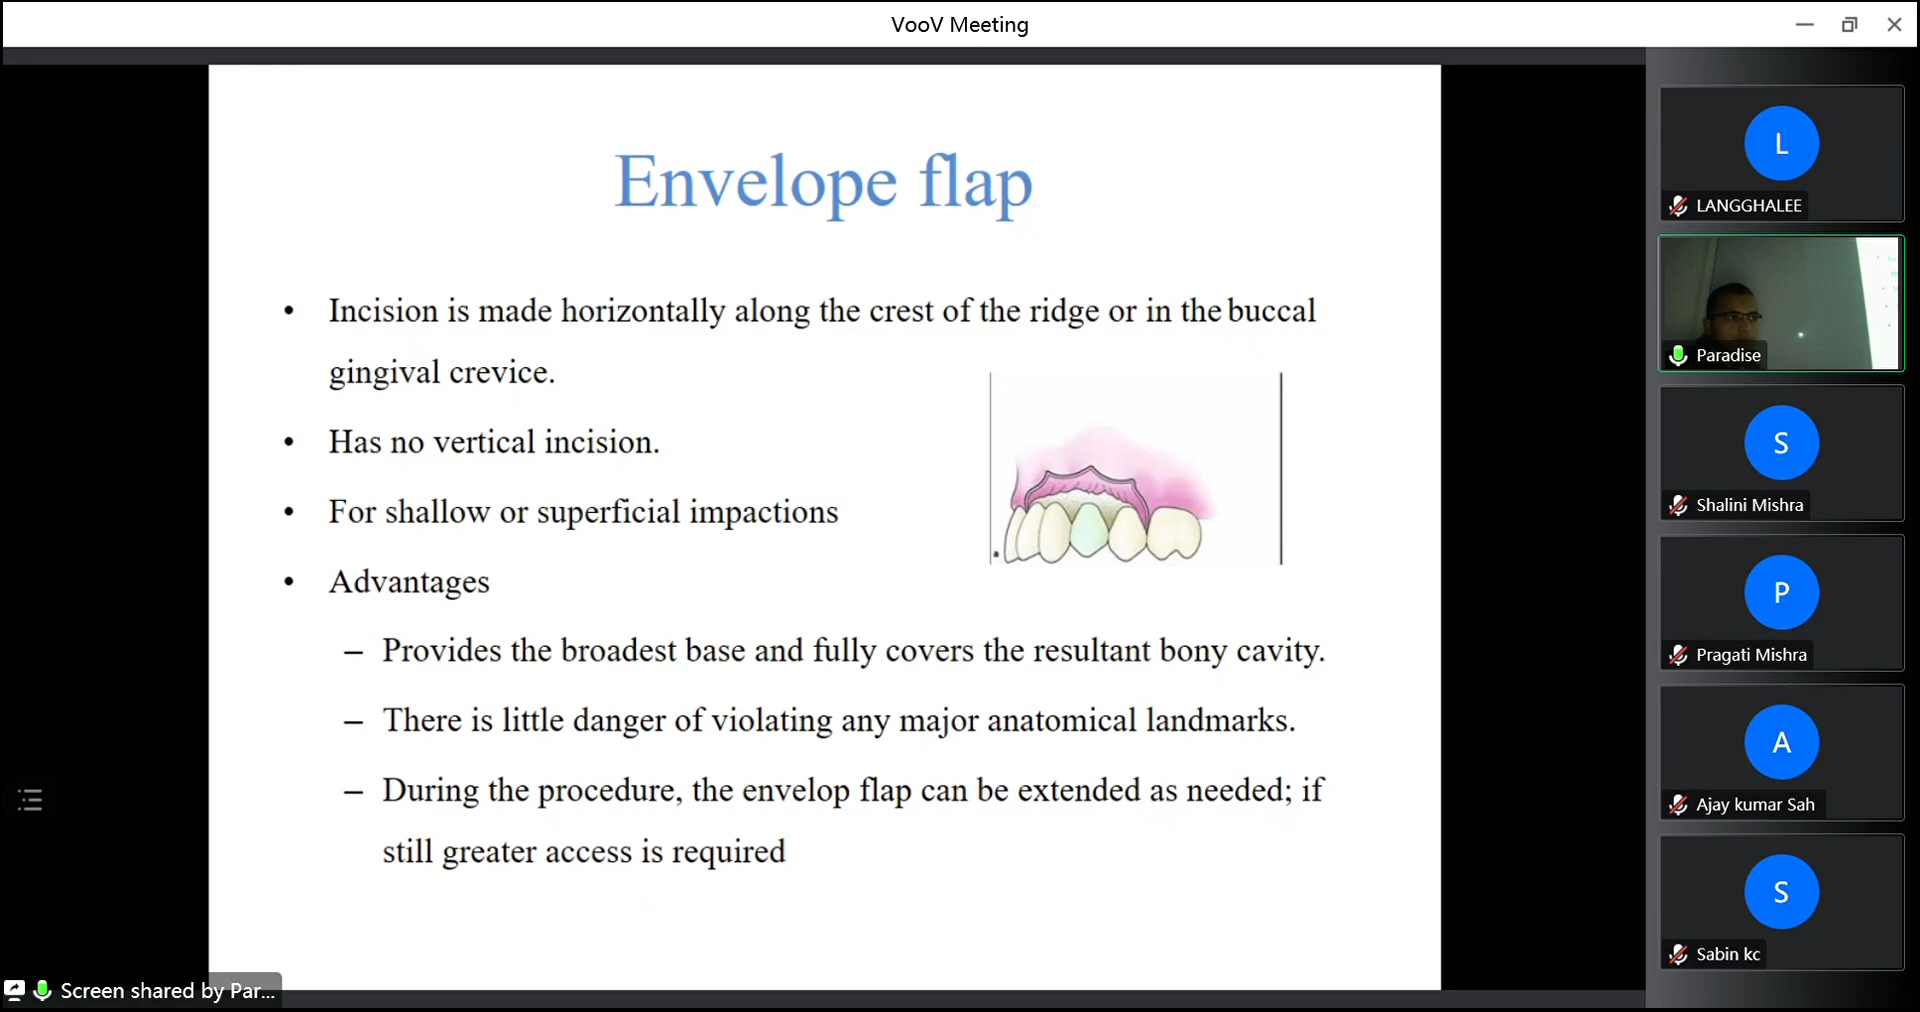 VooV Meeting
Envelope flap
• Incision is made horizontally along the crest of the ridge or in the buccal
gingival crevice.
• Has no vertical incision.
• For shallow or superficial impactions
• Advantages
– Provides the broadest base and fully covers the resultant bony cavity.
– There is little danger of violating any major anatomical landmarks.
– During the procedure, the envelop flap can be extended as needed; if
still greater access is required
Screen shared by Par...
L
LANGGHALEE
Paradise
S
Shalini Mishra
P
Pragati Mishra
A
Ajay kumar Sah
S
Sabin kc